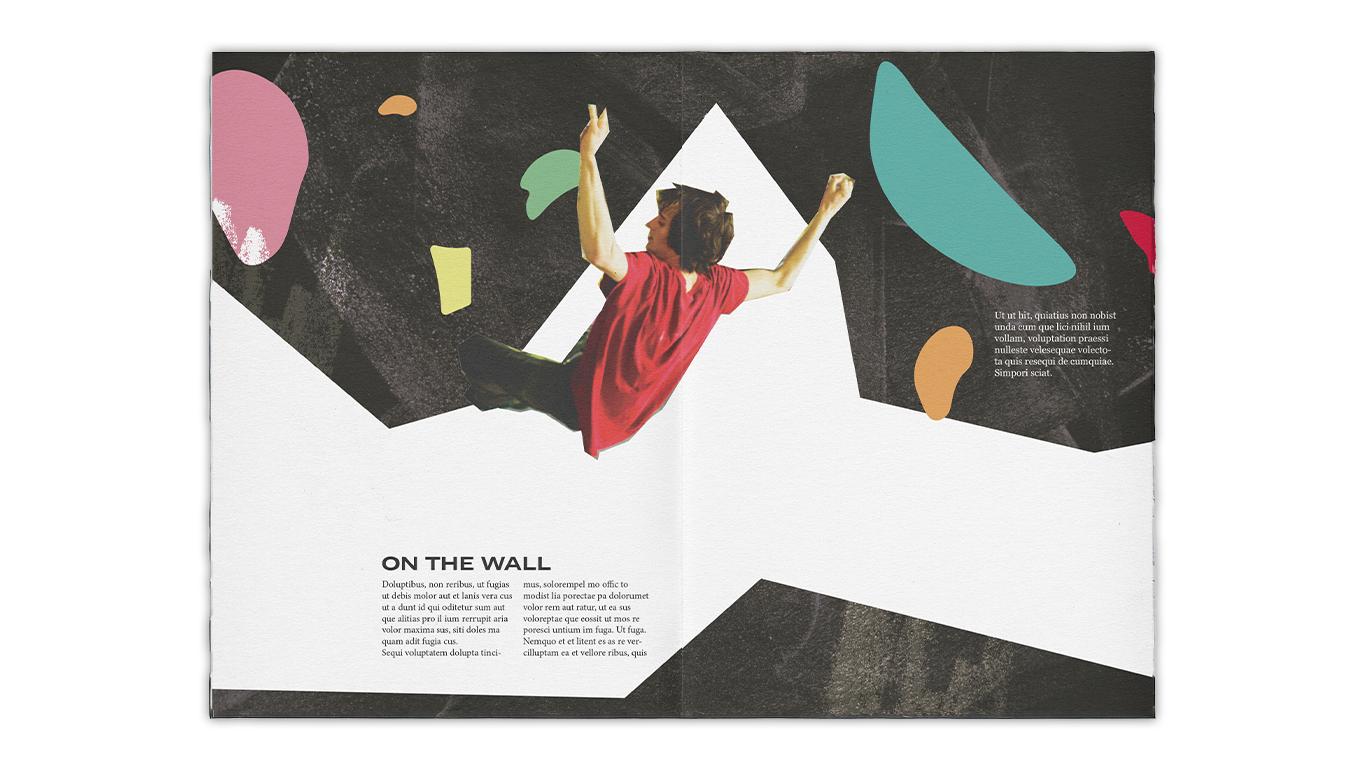 Ut ut hit, quiatius non nobist
unda cum que lici nihil ium
vollam, voluptation praessi
nulleste velesequae volecto-
ta quis resequi de cumquiae.
Simpori sciat.
ON THE WALL
Doluptibus, non reribus, ut fugias
ut debis molor aut et lanis vera cus
ut a dunt id qui oditetur sum aut
que alitias pro il ium rerrupit aria
volor maxima sus, siti doles ma
quam adit fugia cus.
Sequi voluptatem dolupta tinci-
mus, solorempel mo offic to
modist lia porectae pa dolorumet
volor rem aut ratur, ut ea sus
voloreptae que eossit ut mos re
poresci untium im fuga. Ut fuga.
Nemquo et et litent es as re ver-
cilluptam ea et vellore ribus, quis